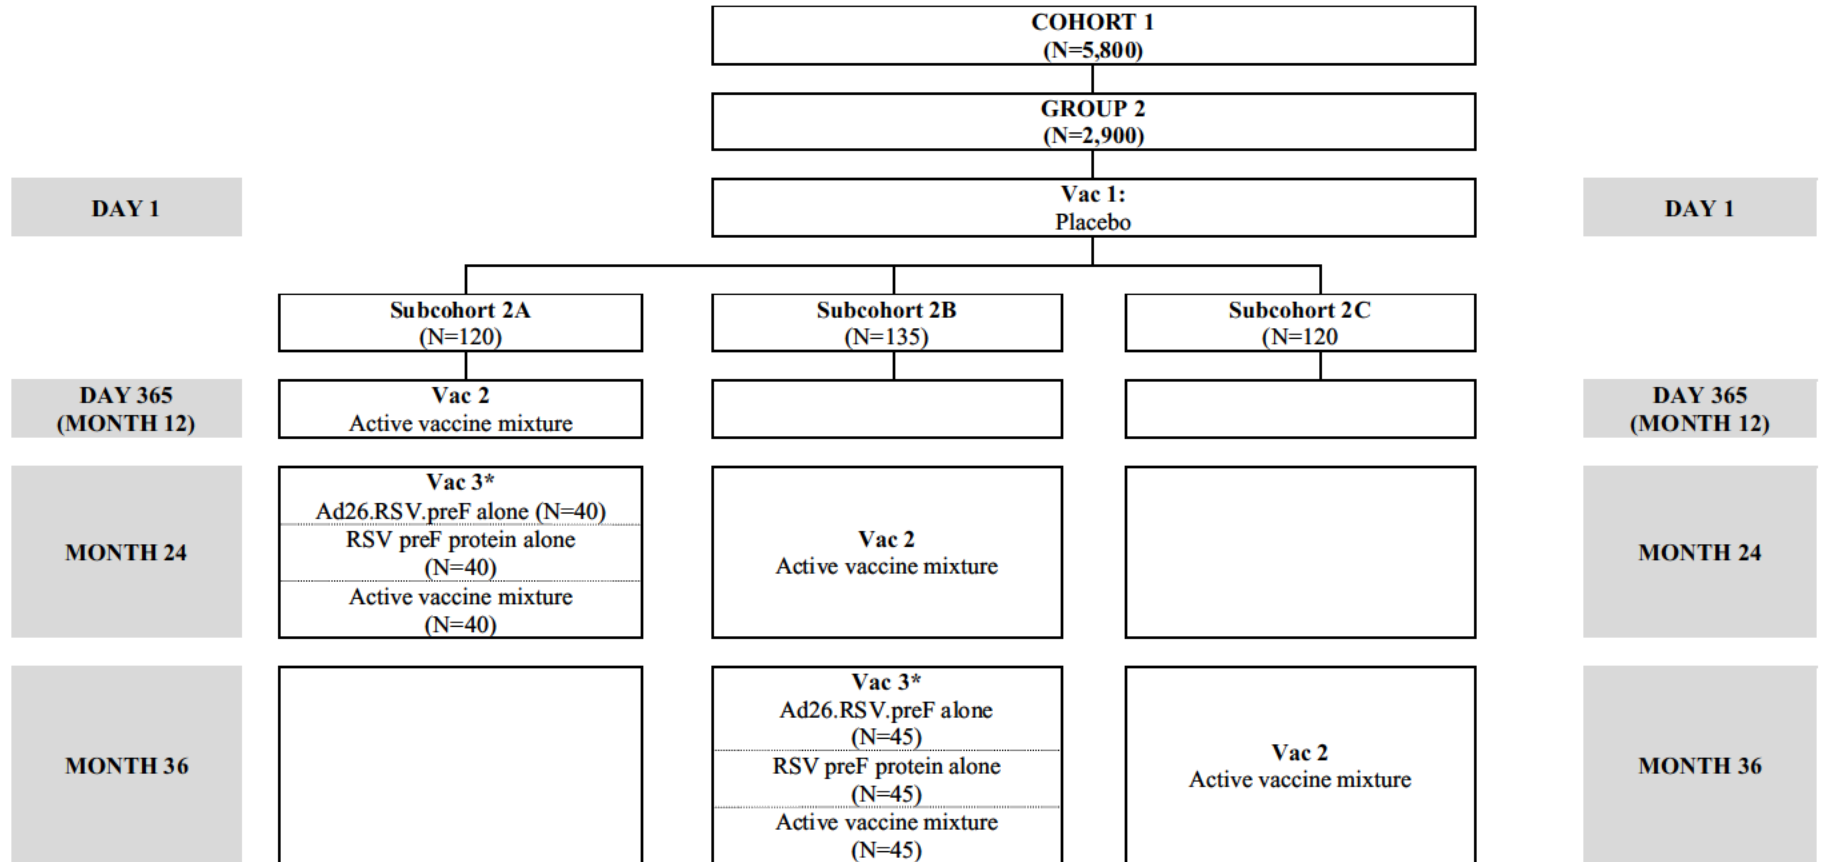 COHORT 1
(N=5,800)
GROUP 2
(N=2,900)
DAY 1
Vac 1:
Placebo
DAY 1
Subcohort 2A
(N=120)
Subcohort 2B
(N=135)
Subcohort 2C
(N=120
DAY 365
(MONTH 12)
Vac 2
Active vaccine mixture
DAY 365
(MONTH 12)
MONTH 24
Vac 3*
Ad26.RSV.preF alone (N=40)
RSV preF protein alone
(N=40)
Active vaccine mixture
(N=40)
Vac 2
Active vaccine mixture
MONTH 24
MONTH 36
Vac 3*
Ad26.RSV.preF alone
(N=45)
RSV preF protein alone
(N=45)
Active vaccine mixture
(N=45)
Vac 2
Active vaccine mixture
MONTH 36